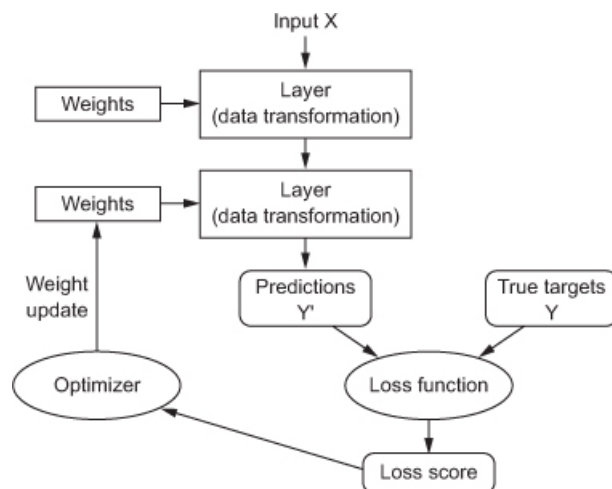 Input X
Layer
(data transformation)
Weights
Layer
(data transformation)
Weights
Weight
update
Predictions
Y'
True targets
Y
Optimizer
Loss function
Loss score